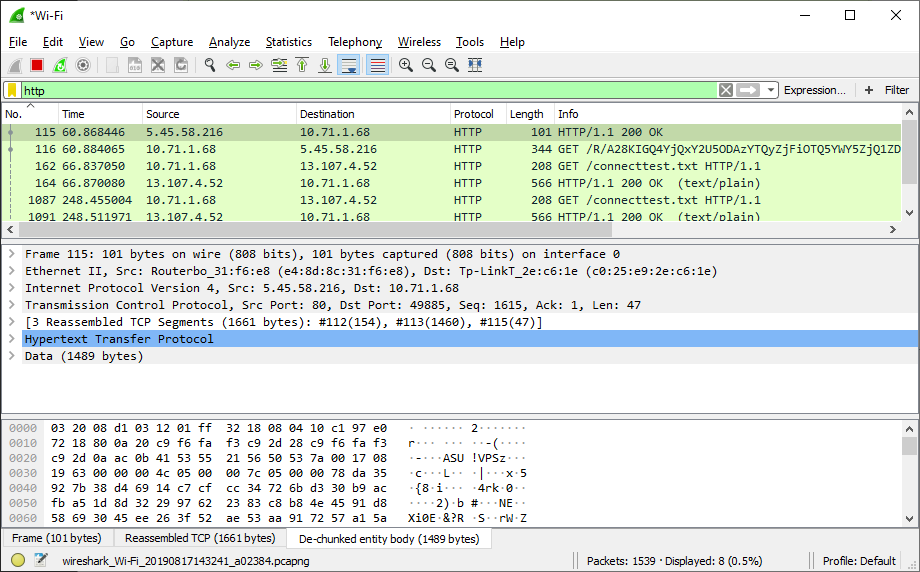 *Wi-Fi
File Edit View Go Capture Analyze Statistics Telephony Wireless Tools Help
http Expression... + Filter
No. Time Source Destination Protocol Length Info
115 60.868446 5.45.58.216 10.71.1.68 HTTP 101 HTTP/1.1 200 OK
116 60.884065 10.71.1.68 5.45.58.216 HTTP 344 GET /R/A28KIGQ4YjQxY2U5ODAzYTQyZjFiOTQ5YWY5ZjQ1ZD
162 66.837050 10.71.1.68 13.107.4.52 HTTP 208 GET /connecttest.txt HTTP/1.1
164 66.870080 13.107.4.52 10.71.1.68 HTTP 566 HTTP/1.1 200 OK (text/plain)
1087 248.455004 10.71.1.68 13.107.4.52 HTTP 208 GET /connecttest.txt HTTP/1.1
1091 248.511971 13.107.4.52 10.71.1.68 HTTP 566 HTTP/1.1 200 OK (text/plain)
Frame 115: 101 bytes on wire (808 bits), 101 bytes captured (808 bits) on interface 0
Ethernet II, Src: Routerbo_31:f6:e8 (e4:8d:8c:31:f6:e8), Dst: Tp-LinkT_2e:c6:1e (c0:25:e9:2e:c6:1e)
Internet Protocol Version 4, Src: 5.45.58.216, Dst: 10.71.1.68
Transmission Control Protocol, Src Port: 80, Dst Port: 49885, Seq: 1615, Ack: 1, Len: 47
[3 Reassembled TCP Segments (1661 bytes): #112(154), #113(1460), #115(47)]
Hypertext Transfer Protocol
Data (1489 bytes)
0000 03 20 08 d1 03 12 01 ff 32 18 08 04 10 c1 97 e0 · ······ 2·······
0010 72 18 80 0a 20 c9 f6 fa f3 c9 2d 28 c9 f6 fa f3 r··· ··· ··-(····
0020 c9 2d 0a ac 0b 41 53 55 21 56 50 53 7a 00 17 08 ·-···ASU !VPSz···
0030 19 63 00 00 00 4c 05 00 00 7c 05 00 00 78 da 35 ·c···L·· ·|···x·5
0040 92 7b 38 d4 69 14 c7 cf cc 34 72 6b d3 30 b9 ac ·{8·i··· ·4rk·0··
0050 fb a5 1d 8d 32 29 97 62 23 83 c8 b8 4e 45 91 d8 ····2)·b #···NE··
0060 58 69 30 45 ee 26 3f 52 ae 53 aa 91 72 57 a1 5a Xi0E·&?R ·S··rW·Z
Frame (101 bytes) Reassembled TCP (1661 bytes) De-chunked entity body (1489 bytes)
wireshark_Wi-Fi_20190817143241_a02384.pcapng Packets: 1539 · Displayed: 8 (0.5%) Profile: Default